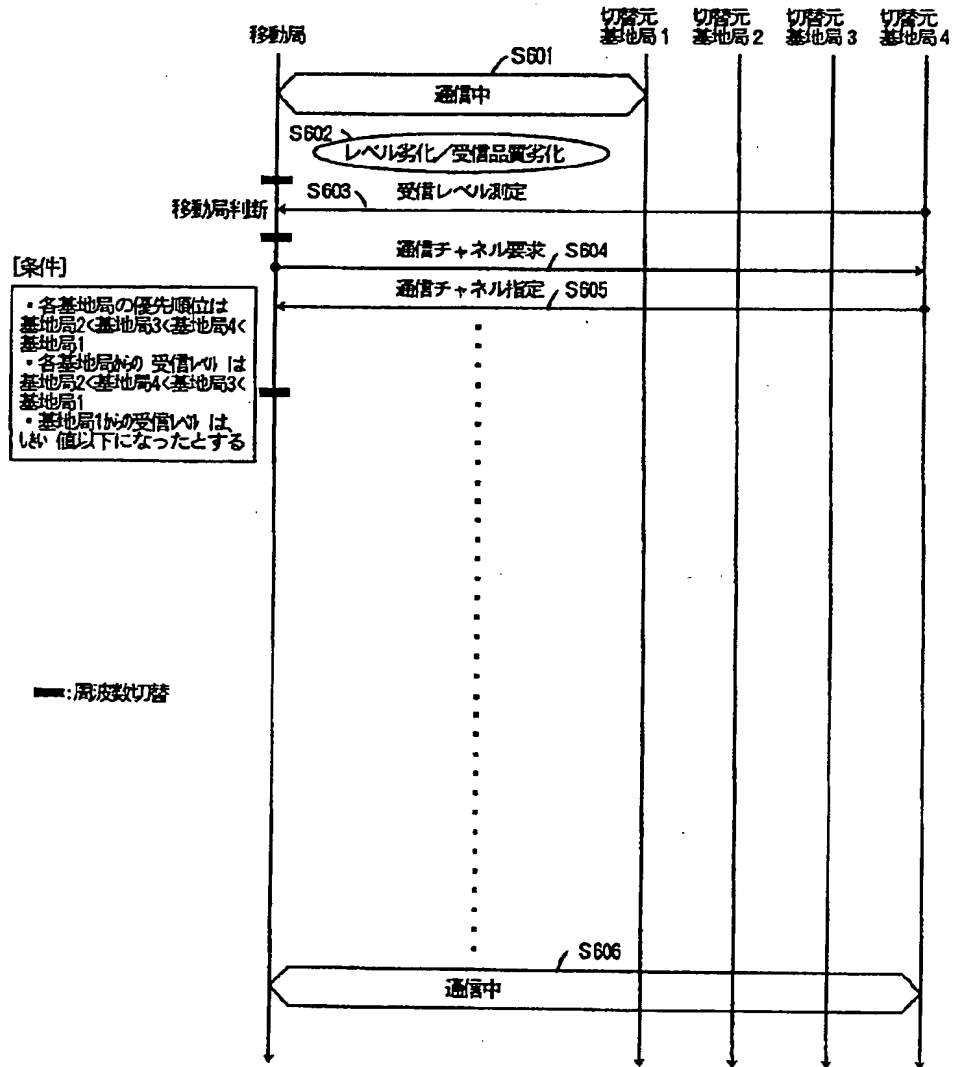 移動局
切替元
基地局1
切替元
基地局2
切替元
基地局3
切替元
基地局4
S601
通信中
S602
レベル劣化/受信品質劣化
S603
受信レベル測定
移動局判断
通信チャネル要求
S604
通信チャネル指定
S605
[条件]
・各基地局の優先順位は
基地局2<基地局3<基地局4<
基地局1
・各基地局からの 受信レベル は
基地局2<基地局4<基地局3<
基地局1
・基地局1からの受信レベル は、
しきい 値以下になったとする
:周波数切替
S606
通信中